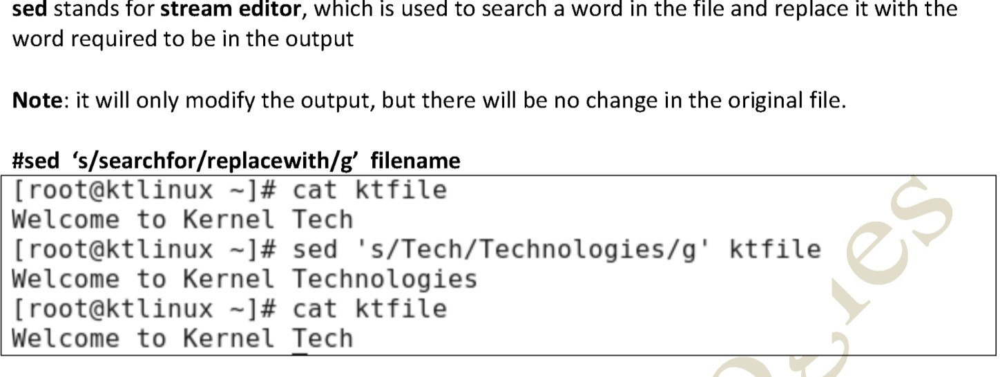 sed stands for stream editor, which is used to search a word in the file and replace it with the
word required to be in the output
Note: it will only modify the output, but there will be no change in the original file.
#sed ‘s/searchfor/replacewith/g’ filename
[root@ktlinux ~]# cat ktfile
Welcome to Kernel Tech
[root@ktlinux ~]# sed 's/Tech/Technologies/g' ktfile
Welcome to Kernel Technologies
[root@ktlinux ~]# cat ktfile
Welcome to Kernel Tech